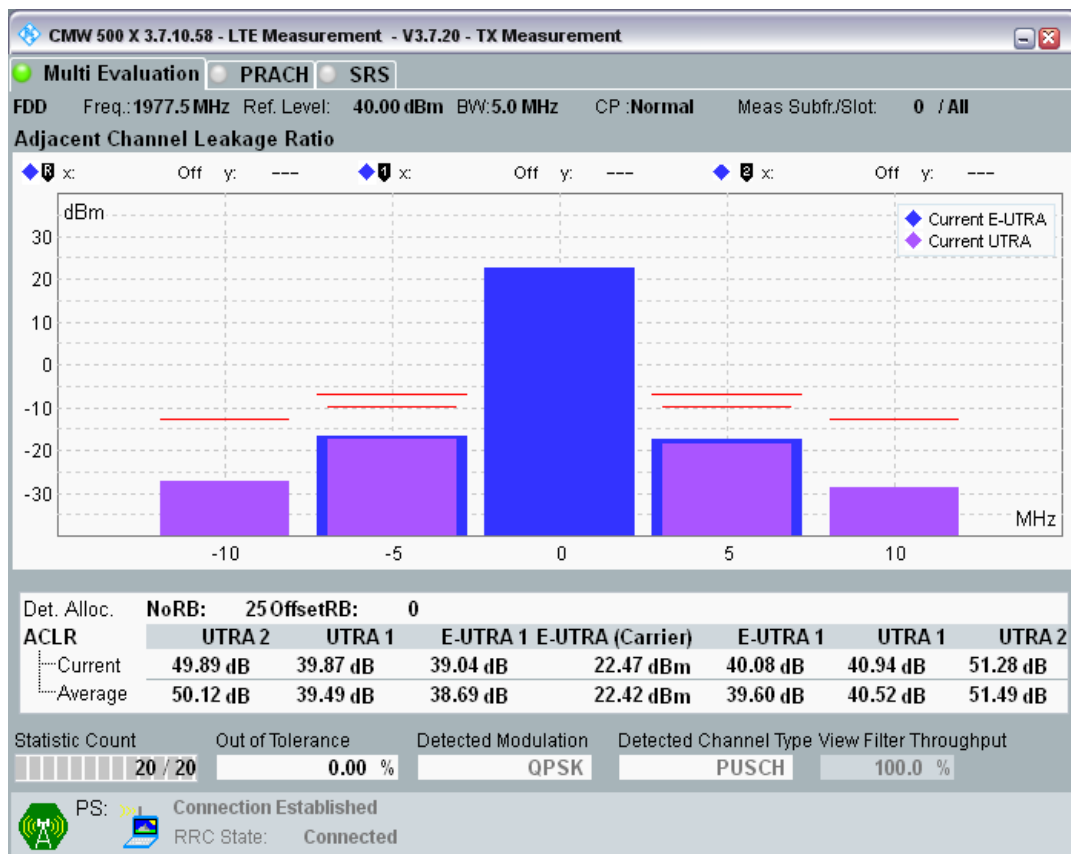 CMW 500 X 3.7.10.58 - LTE Measurement - V3.7.20 - TX Measurement
Multi Evaluation PRACH SRS
FDD Freq.: 1977.5 MHz Ref. Level: 40.00 dBm BW: 5.0 MHz CP : Normal Meas Subfr./Slot: 0 / All
Adjacent Channel Leakage Ratio
R x: Off y: --- 1 x: Off y: --- 2 x: Off y: ---
dBm
Current E-UTRA
Current UTRA
30
20
10
0
-10
-20
-30
MHz
-10 -5 0 5 10
Det. Alloc. NoRB: 25 OffsetRB: 0
ACLR UTRA 2 UTRA 1 E-UTRA 1 E-UTRA (Carrier) E-UTRA 1 UTRA 1 UTRA 2
Current 49.89 dB 39.87 dB 39.04 dB 22.47 dBm 40.08 dB 40.94 dB 51.28 dB
Average 50.12 dB 39.49 dB 38.69 dB 22.42 dBm 39.60 dB 40.52 dB 51.49 dB
Statistic Count Out of Tolerance Detected Modulation Detected Channel Type View Filter Throughput
20 / 20 0.00 % QPSK PUSCH 100.0 %
PS: Connection Established
RRC State: Connected